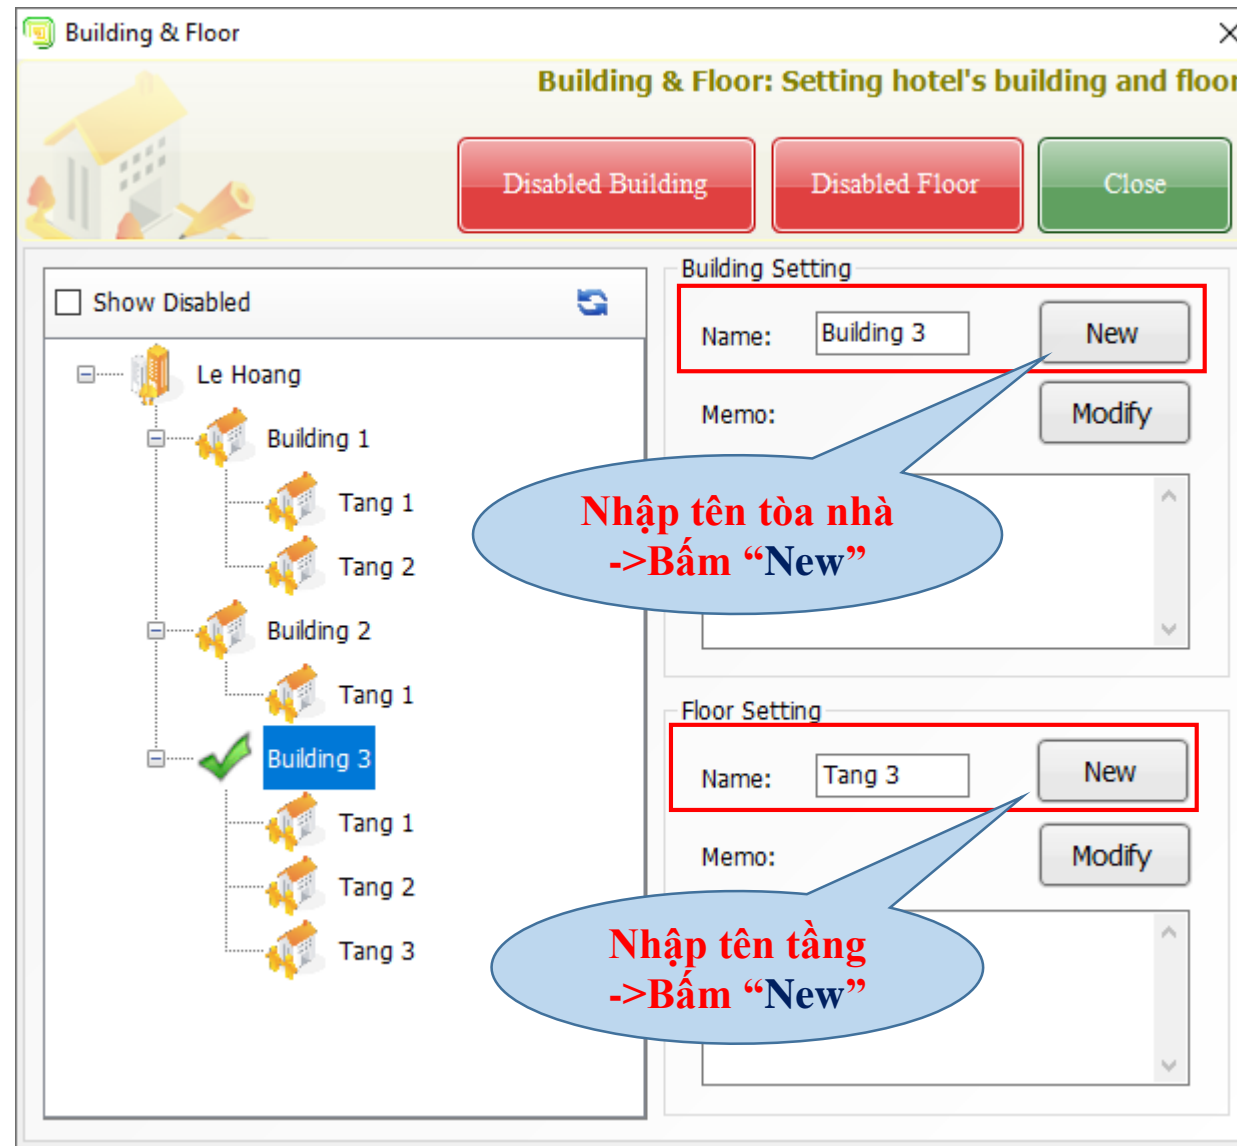 Building & Floor
Building & Floor: Setting hotel's building and floor
Disabled Building
Disabled Floor
Close
Show Disabled
Le Hoang
Building 1
Tang 1
Tang 2
Building 2
Tang 1
Building 3
Tang 1
Tang 2
Tang 3
Building Setting
Name:
Building 3
New
Memo:
Modify
Nhập tên tòa nhà
->Bấm “New”
Floor Setting
Name:
Tang 3
New
Memo:
Modify
Nhập tên tầng
->Bấm “New”